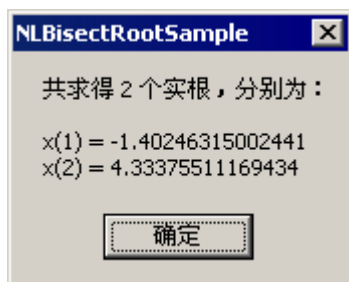 NLBisectRootSample
共求得 2 个实根，分别为：
x(1) = -1.40246315002441
x(2) = 4.33375511169434
确定